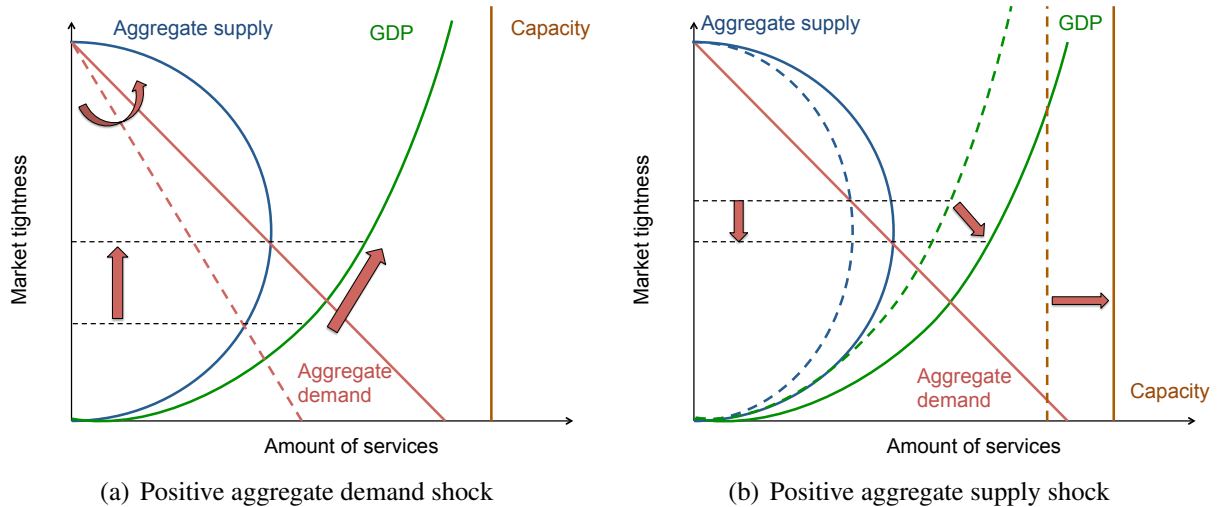 Aggregate supply
GDP
Capacity
Market tightness
Aggregate
demand
Amount of services
(a) Positive aggregate demand shock
Aggregate supply
GDP
Market tightness
Aggregate
demand
Capacity
Amount of services
(b) Positive aggregate supply shock